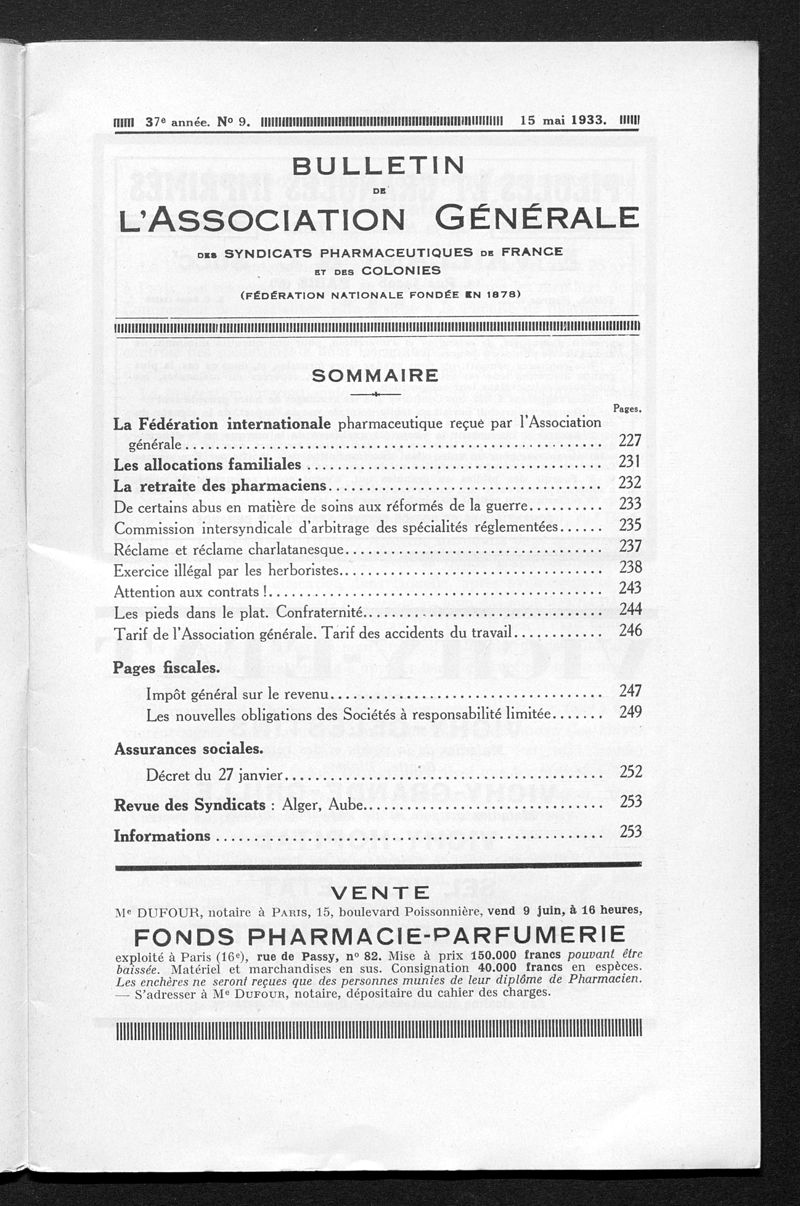 37e année. No 9. 15 mai 1933.
BULLETIN
DE
L'ASSOCIATION GÉNÉRALE
DES SYNDICATS PHARMACEUTIQUES DE FRANCE
ET DES COLONIES
(FÉDÉRATION NATIONALE FONDÉE EN 1878)
SOMMAIRE
Pages.
La Fédération internationale pharmaceutique reçue par l'Association
générale ........ 227
Les allocations familiales ........ 231
La retraite des pharmaciens ........ 232
De certains abus en matière de soins aux réformés de la guerre ........ 233
Commission intersyndicale d'arbitrage des spécialités réglementées ...... 235
Réclame et réclame charlatanesque ........ 237
Exercice illégal par les herboristes ........ 238
Attention aux contrats ! ........ 243
Les pieds dans le plat. Confraternité ........ 244
Tarif de l'Association générale. Tarif des accidents du travail ........ 246
Pages fiscales.
Impôt général sur le revenu ........ 247
Les nouvelles obligations des Sociétés à responsabilité limitée ....... 249
Assurances sociales.
Décret du 27 janvier ........ 252
Revue des Syndicats : Alger, Aube ........ 253
Informations ........ 253
VENTE
Me DUFOUR, notaire à PARIS, 15, boulevard Poissonnière, vend 9 juin, à 16 heures,
FONDS PHARMACIE-PARFUMERIE
exploité à Paris (16e), rue de Passy, no 82. Mise à prix 150.000 francs pouvant être
baissée. Matériel et marchandises en sus. Consignation 40.000 francs en espèces.
Les enchères ne seront reçues que des personnes munies de leur diplôme de Pharmacien.
— S'adresser à Me DUFOUR, notaire, dépositaire du cahier des charges.